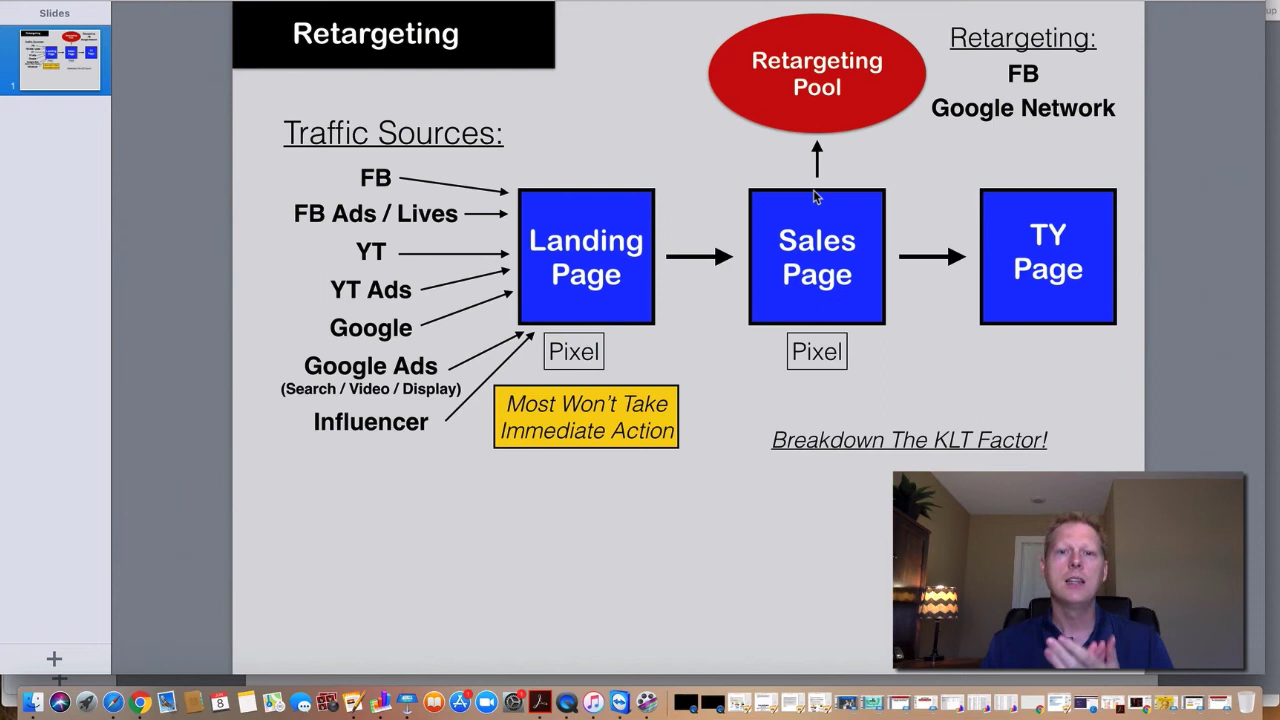 Slides
1
Retargeting
Traffic Sources:
FB
FB Ads / Lives
YT
YT Ads
Google
Google Ads
(Search / Video / Display)
Influencer
Landing
Page
Pixel
Most Won't Take
Immediate Action
Retargeting
Pool
Sales
Page
Pixel
Retargeting:
FB
Google Network
TY
Page
Breakdown The KLT Factor!